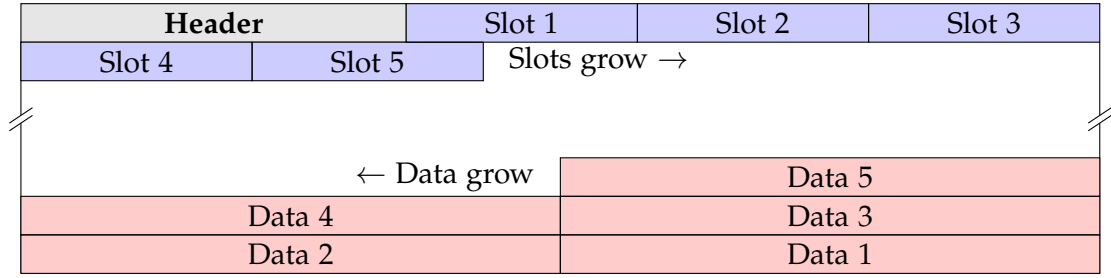 Header Slot 1 Slot 2 Slot 3
Slot 4 Slot 5 Slots grow →
← Data grow Data 5
Data 4 Data 3
Data 2 Data 1